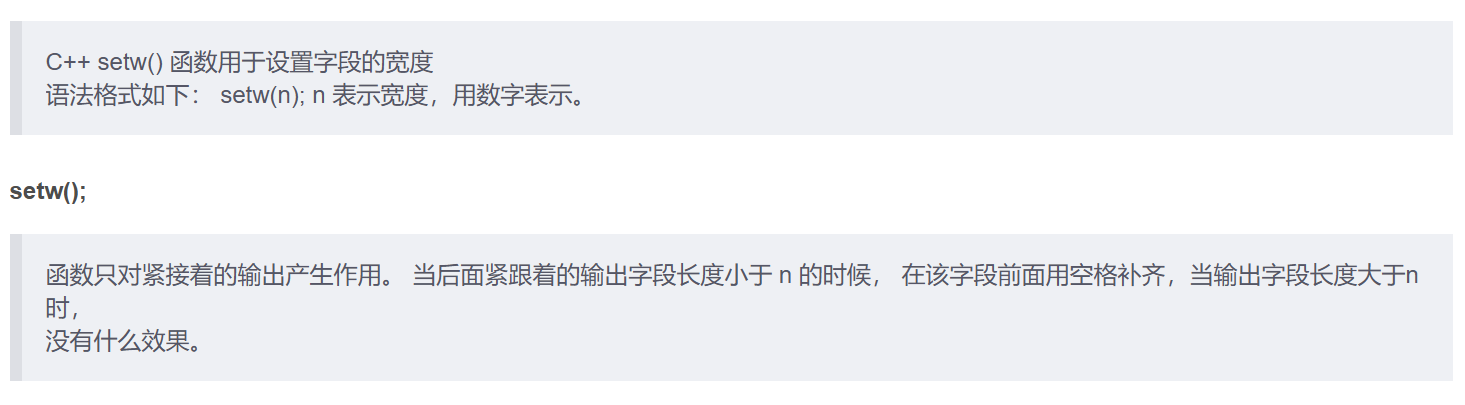 C++ setw() 函数用于设置字段的宽度
语法格式如下： setw(n); n 表示宽度，用数字表示。
setw();
函数只对紧接着的输出产生作用。 当后面紧跟着的输出字段长度小于 n 的时候， 在该字段前面用空格补齐，当输出字段长度大于n
时，
没有什么效果。